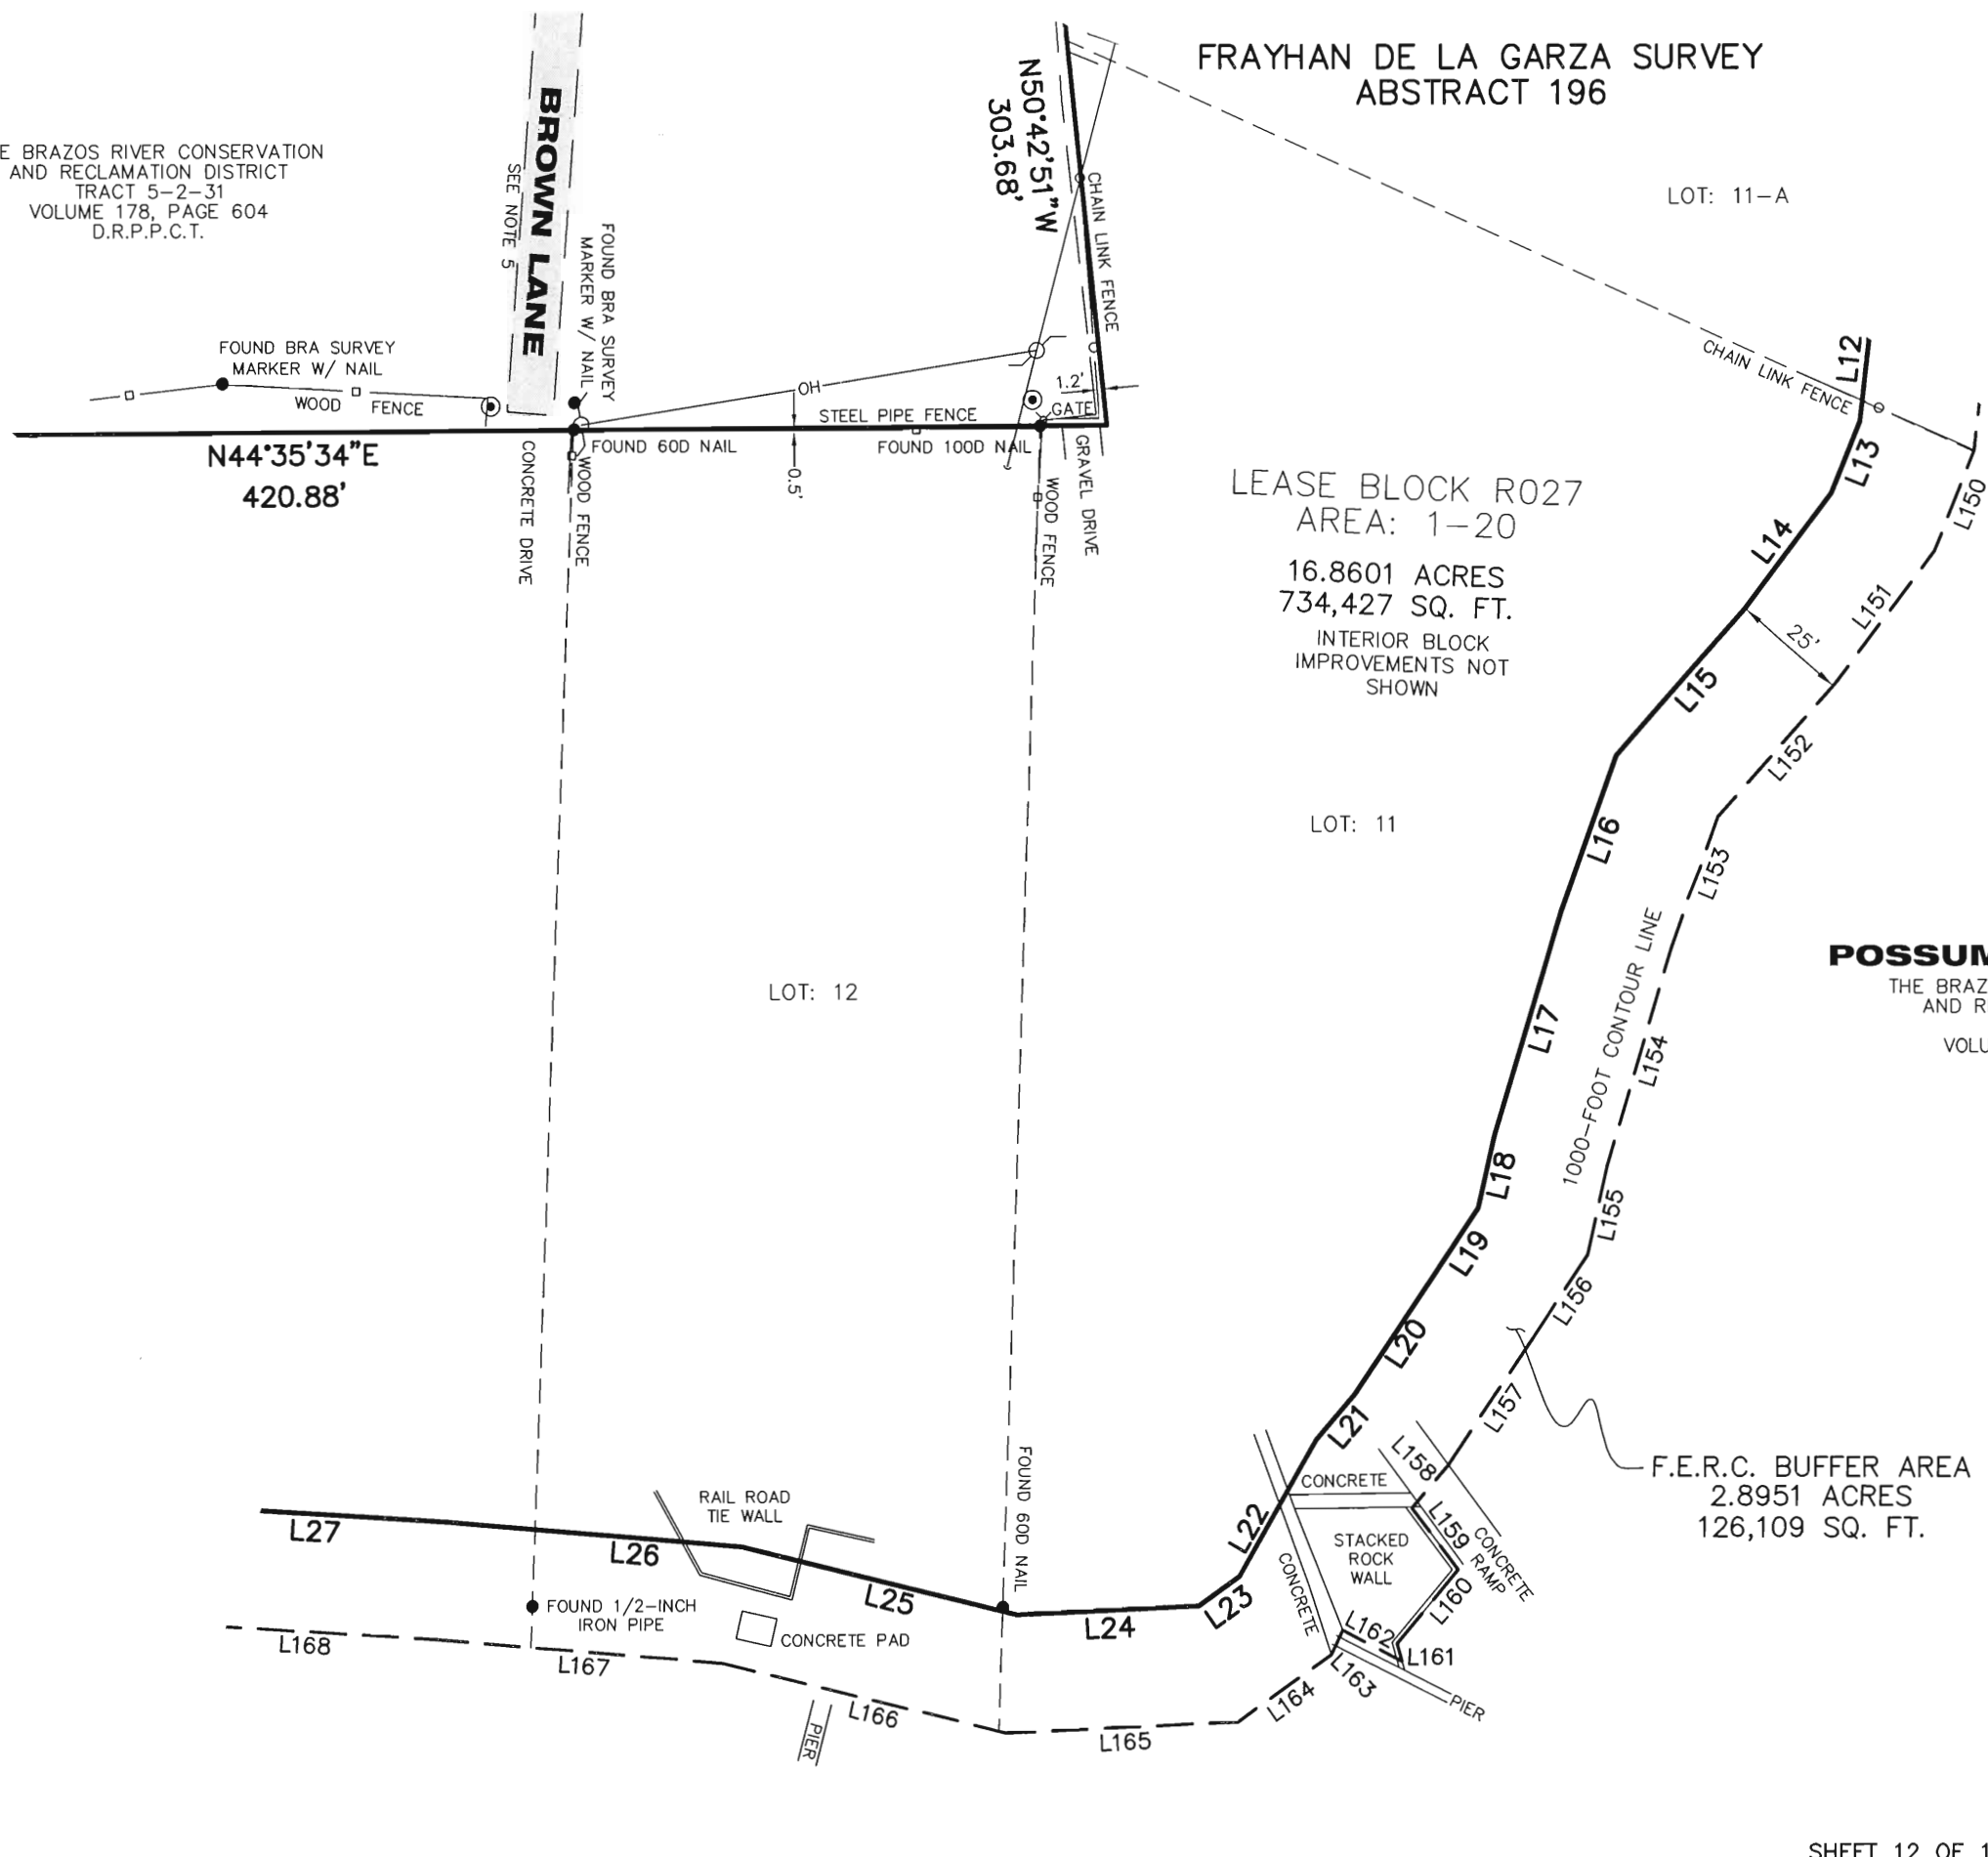 FRAYHAN DE LA GARZA SURVEY
ABSTRACT 196
E BRAZOS RIVER CONSERVATION
AND RECLAMATION DISTRICT
TRACT 5-2-31
VOLUME 178, PAGE 604
D.R.P.P.C.T.
BROWN LANE
SEE NOTE 5
FOUND BRA SURVEY
MARKER W/ NAIL
N50°42'51"W
303.68'
CHAIN LINK FENCE
LOT: 11-A
CHAIN LINK FENCE
L12
FOUND BRA SURVEY
MARKER W/ NAIL
WOOD FENCE
OH
1.2'
STEEL PIPE FENCE
GATE
N44°35'34"E
420.88'
FOUND 60D NAIL
FOUND 100D NAIL
0.5'
CONCRETE DRIVE
WOOD FENCE
WOOD FENCE
GRAVEL DRIVE
LEASE BLOCK R027
AREA: 1-20
16.8601 ACRES
734,427 SQ. FT.
INTERIOR BLOCK
IMPROVEMENTS NOT
SHOWN
L13
L150
L14
L151
25'
L15
L152
LOT: 11
L16
L153
1000-FOOT CONTOUR LINE
POSSUM
THE BRAZ
AND R
VOLU
LOT: 12
L17
L154
L18
L155
L19
L156
L20
L157
L21
L158
F.E.R.C. BUFFER AREA
2.8951 ACRES
126,109 SQ. FT.
FOUND 60D NAIL
CONCRETE
L159
CONCRETE
RAMP
STACKED
ROCK
WALL
L160
CONCRETE
L22
RAIL ROAD
TIE WALL
L27
L26
L25
L23
L24
L162
L161
L163
PIER
FOUND 1/2-INCH
IRON PIPE
CONCRETE PAD
L168
L167
L166
PIER
L165
L164
SHEET 12 OF 1